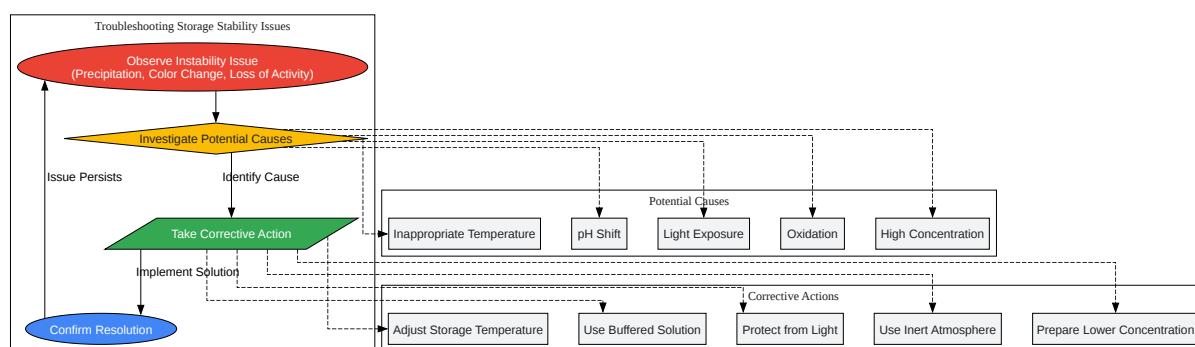 Troubleshooting Storage Stability Issues
Observe Instability Issue
(Precipitation, Color Change, Loss of Activity)
Investigate Potential Causes
Issue Persists
Identify Cause
Potential Causes
Inappropriate Temperature
pH Shift
Light Exposure
Oxidation
High Concentration
Take Corrective Action
Implement Solution
Corrective Actions
Confirm Resolution
Adjust Storage Temperature
Use Buffered Solution
Protect from Light
Use Inert Atmosphere
Prepare Lower Concentration